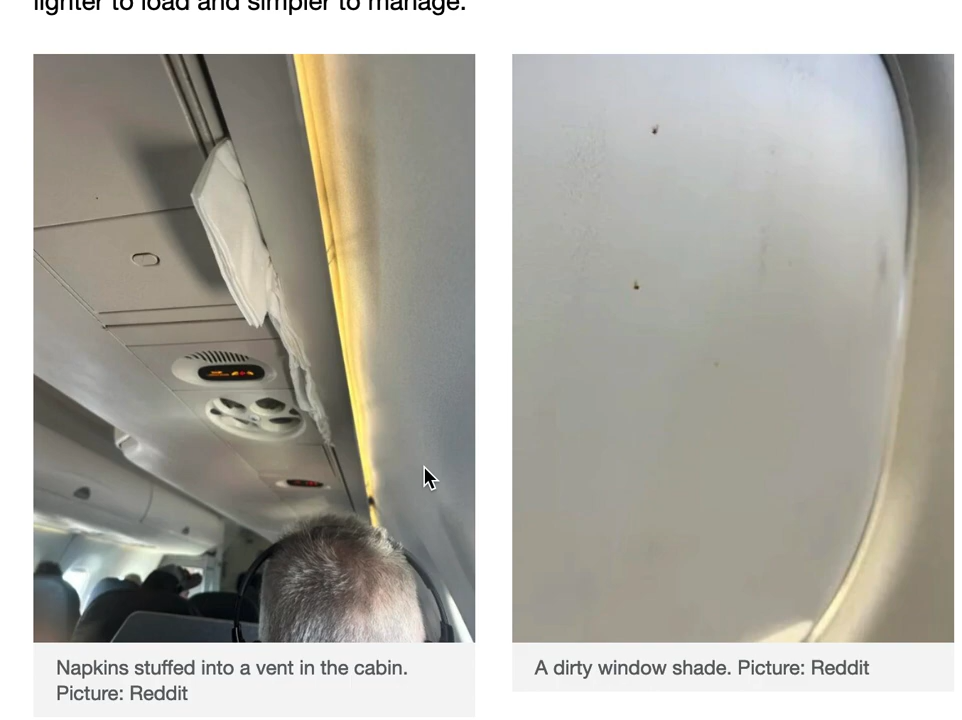 lighter to load and simpler to manage.
Napkins stuffed into a vent in the cabin.
Picture: Reddit
A dirty window shade. Picture: Reddit